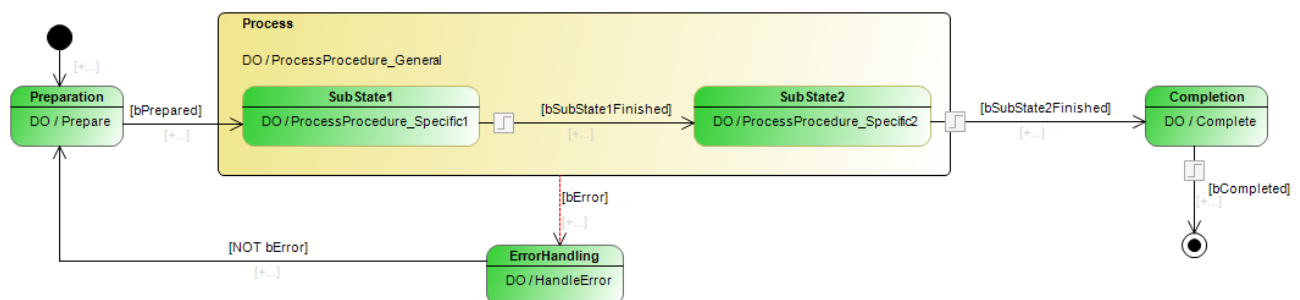 Process
DO / ProcessProcedure_General
[+...]
Preparation
DO / Prepare
[bPrepared]
[+...]
SubState1
DO / ProcessProcedure_Specific1
[bSubState1Finished]
[+...]
SubState2
DO / ProcessProcedure_Specific2
[bSubState2Finished]
[+...]
Completion
DO / Complete
[bCompleted]
[+...]
[bError]
[+...]
[NOT bError]
[+...]
ErrorHandling
DO / HandleError